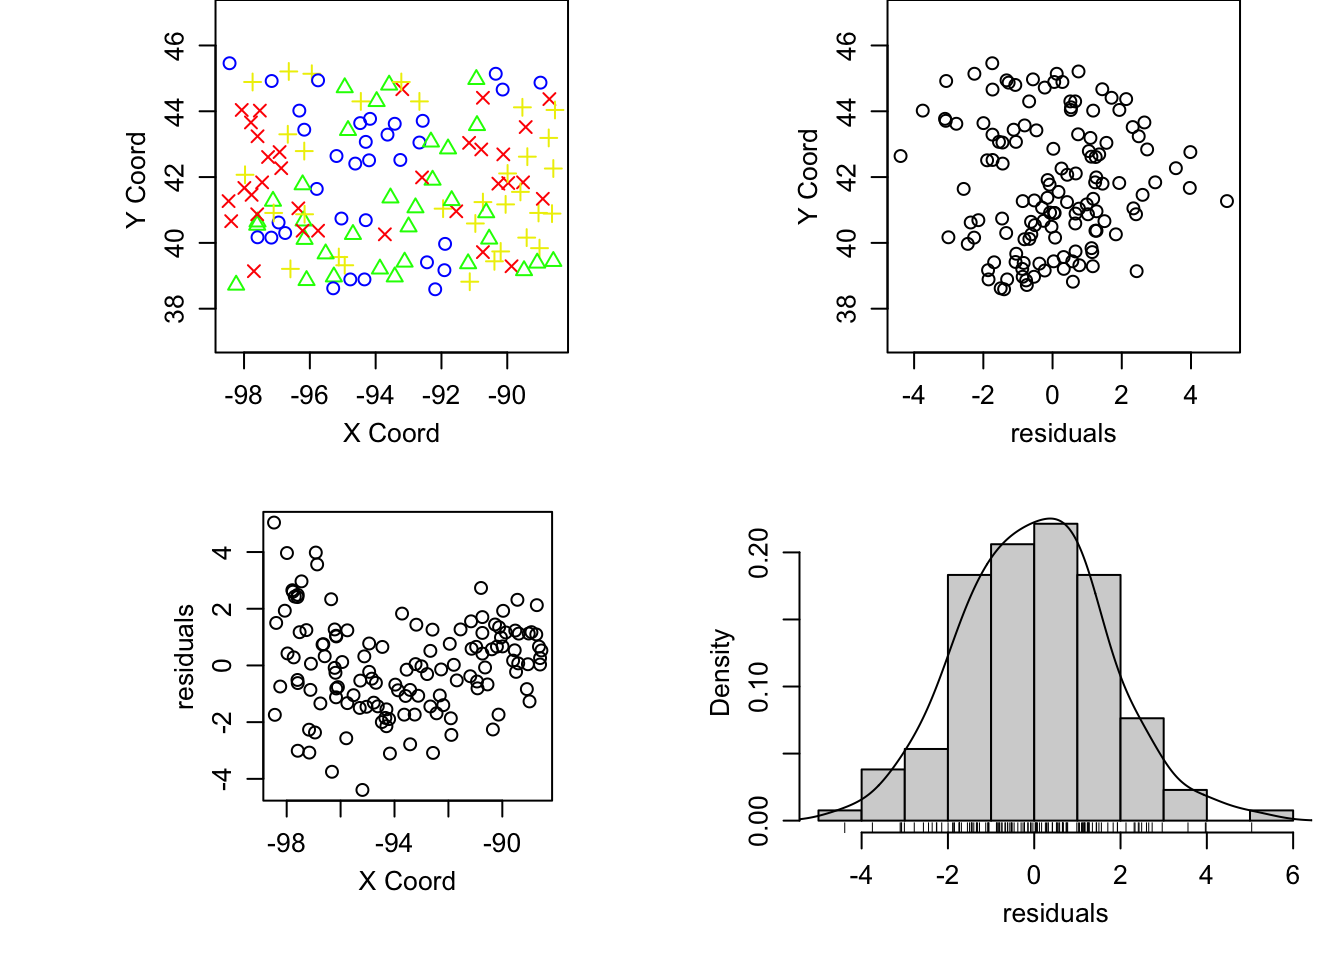 46
44
42
40
38
Y Coord
-98 -96 -94 -92 -90
X Coord
46
44
42
40
38
Y Coord
-4 -2 0 2 4
residuals
4
2
0
-2
-4
residuals
-98 -94 -90
X Coord
0.20
0.10
0.00
Density
-4 -2 0 2 4 6
residuals